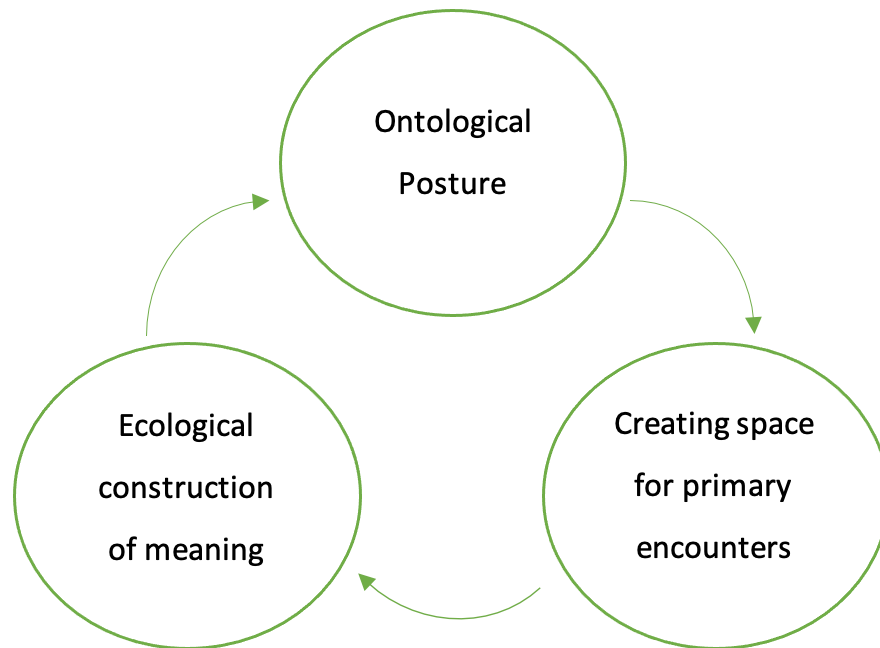 Ontological
Posture
Creating space
for primary
encounters
Ecological
construction
of meaning